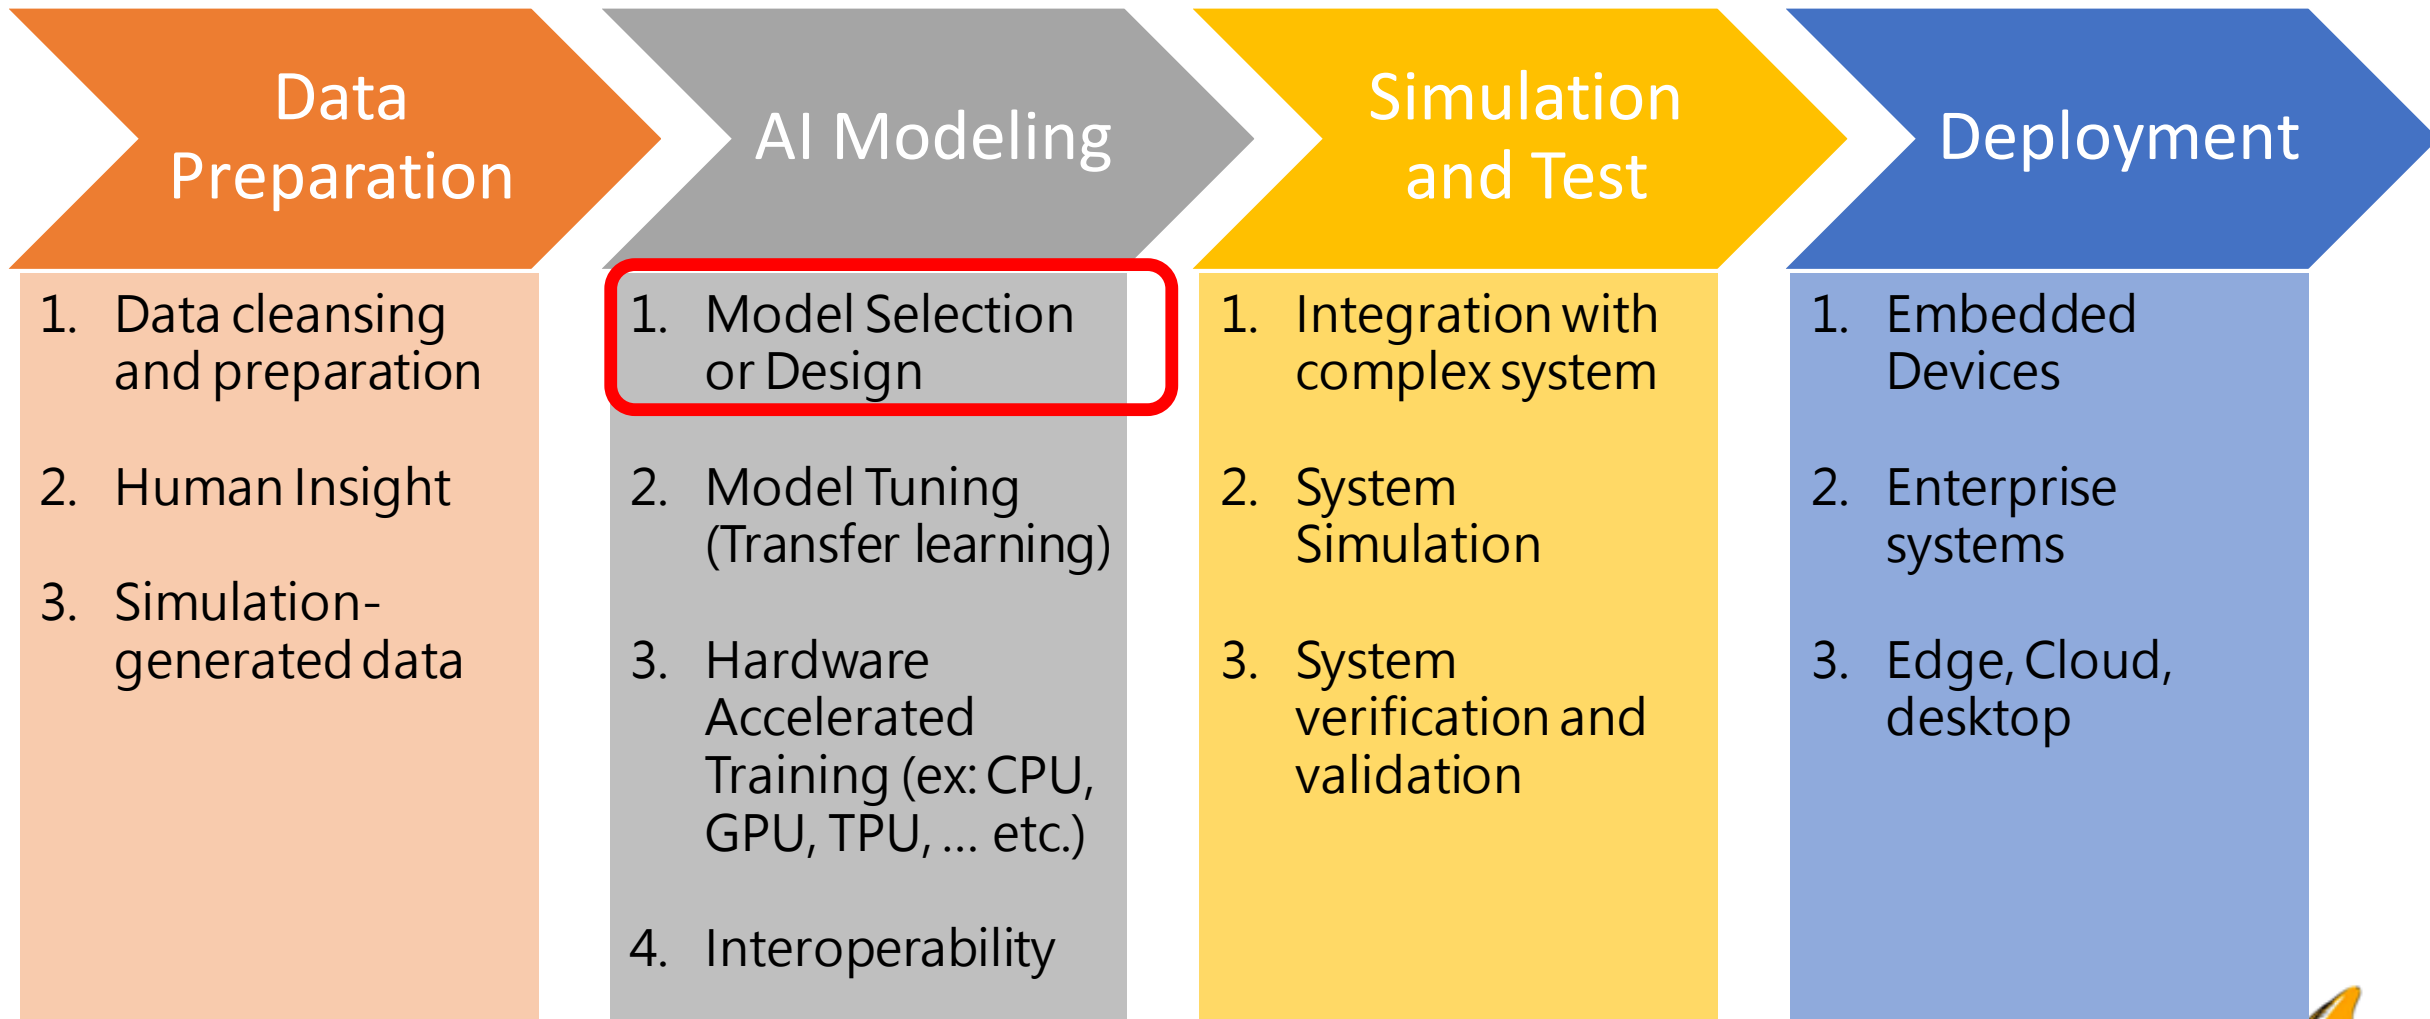 Data
Preparation
AI Modeling
Simulation
and Test
Deployment
1. Data cleansing
and preparation
2. Human Insight
3. Simulation-
generated data
1. Model Selection
or Design
2. Model Tuning
(Transfer learning)
3. Hardware
Accelerated
Training (ex: CPU,
GPU, TPU, ... etc.)
4. Interoperability
1. Integration with
complex system
2. System
Simulation
3. System
verification and
validation
1. Embedded
Devices
2. Enterprise
systems
3. Edge, Cloud,
desktop